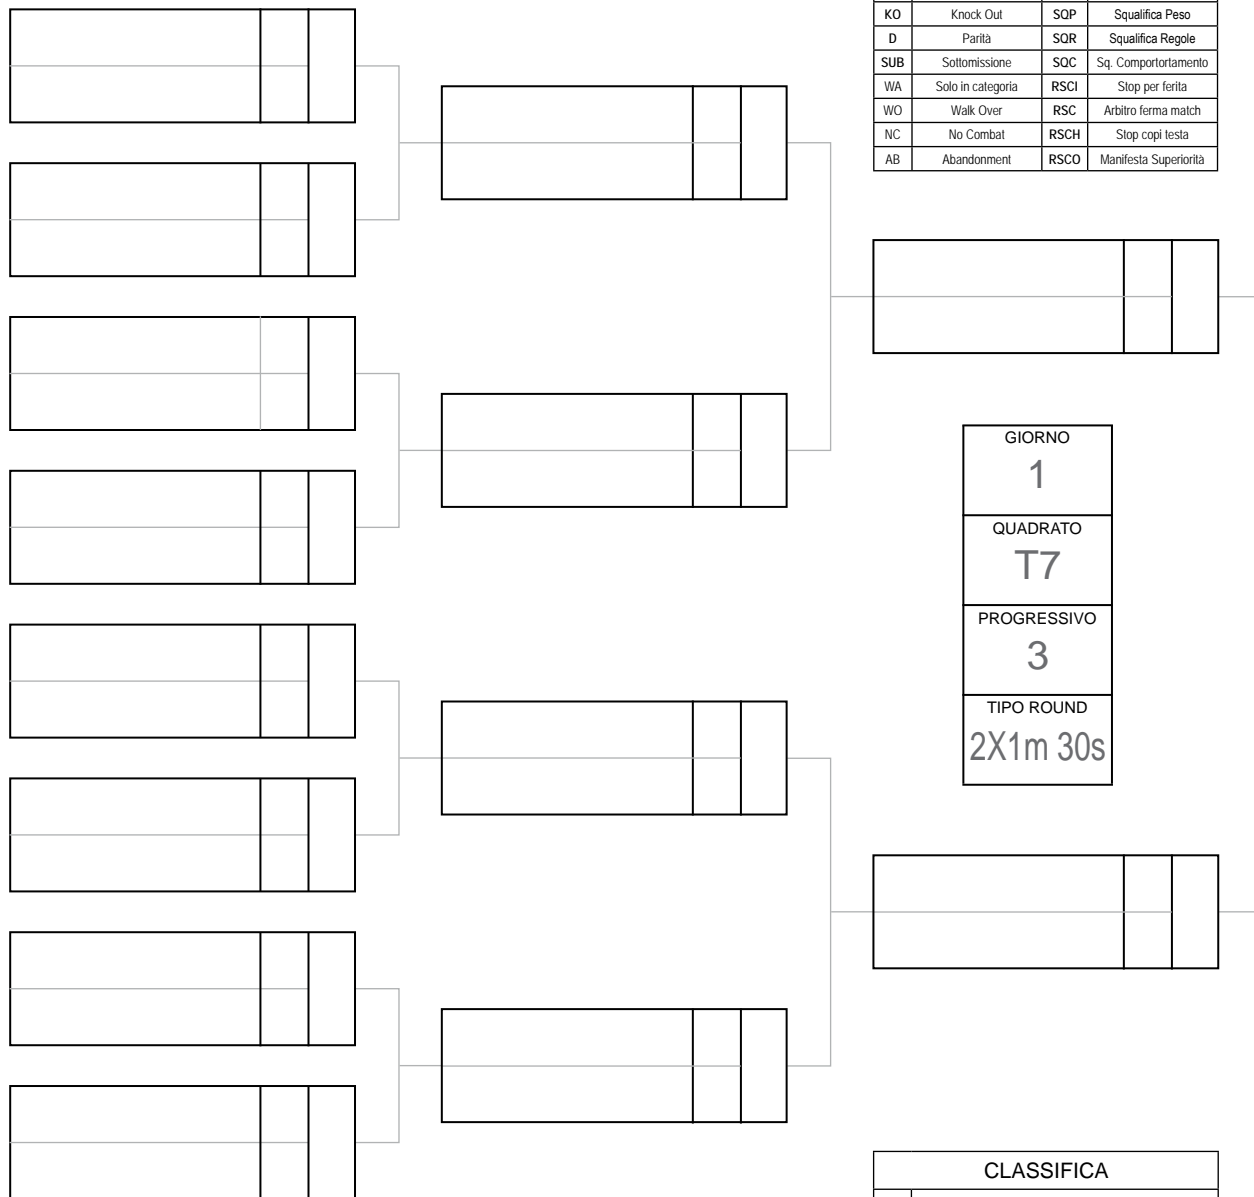 KO Knock Out SQP Squalifica Peso
D Parità SQR Squalifica Regole
SUB Sottomissione SQC Sq. Comportortamento
WA Solo in categoria RSCI Stop per ferita
WO Walk Over RSC Arbitro ferma match
NC No Combat RSCH Stop copi testa
AB Abandonment RSCO Manifesta Superiorità
GIORNO
1
QUADRATO
T7
PROGRESSIVO
3
TIPO ROUND
2X1m 30s
CLASSIFICA